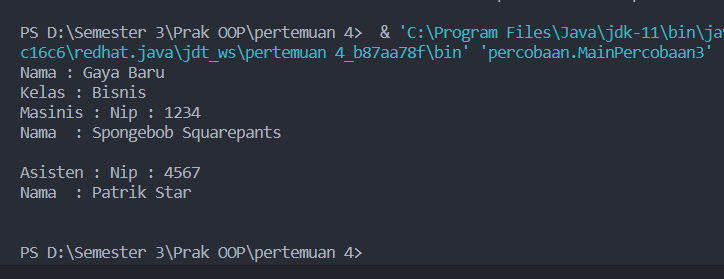 PS D:\Semester 3\Prak OOP\pertemuan 4>  & 'C:\Program Files\Java\jdk-11\bin\jav
c16c6\redhat.java\jdt_ws\pertemuan 4_b87aa78f\bin' 'percobaan.MainPercobaan3'
Nama : Gaya Baru
Kelas : Bisnis
Masinis : Nip : 1234
Nama  : Spongebob Squarepants
Asisten : Nip : 4567
Nama  : Patrik Star
PS D:\Semester 3\Prak OOP\pertemuan 4>